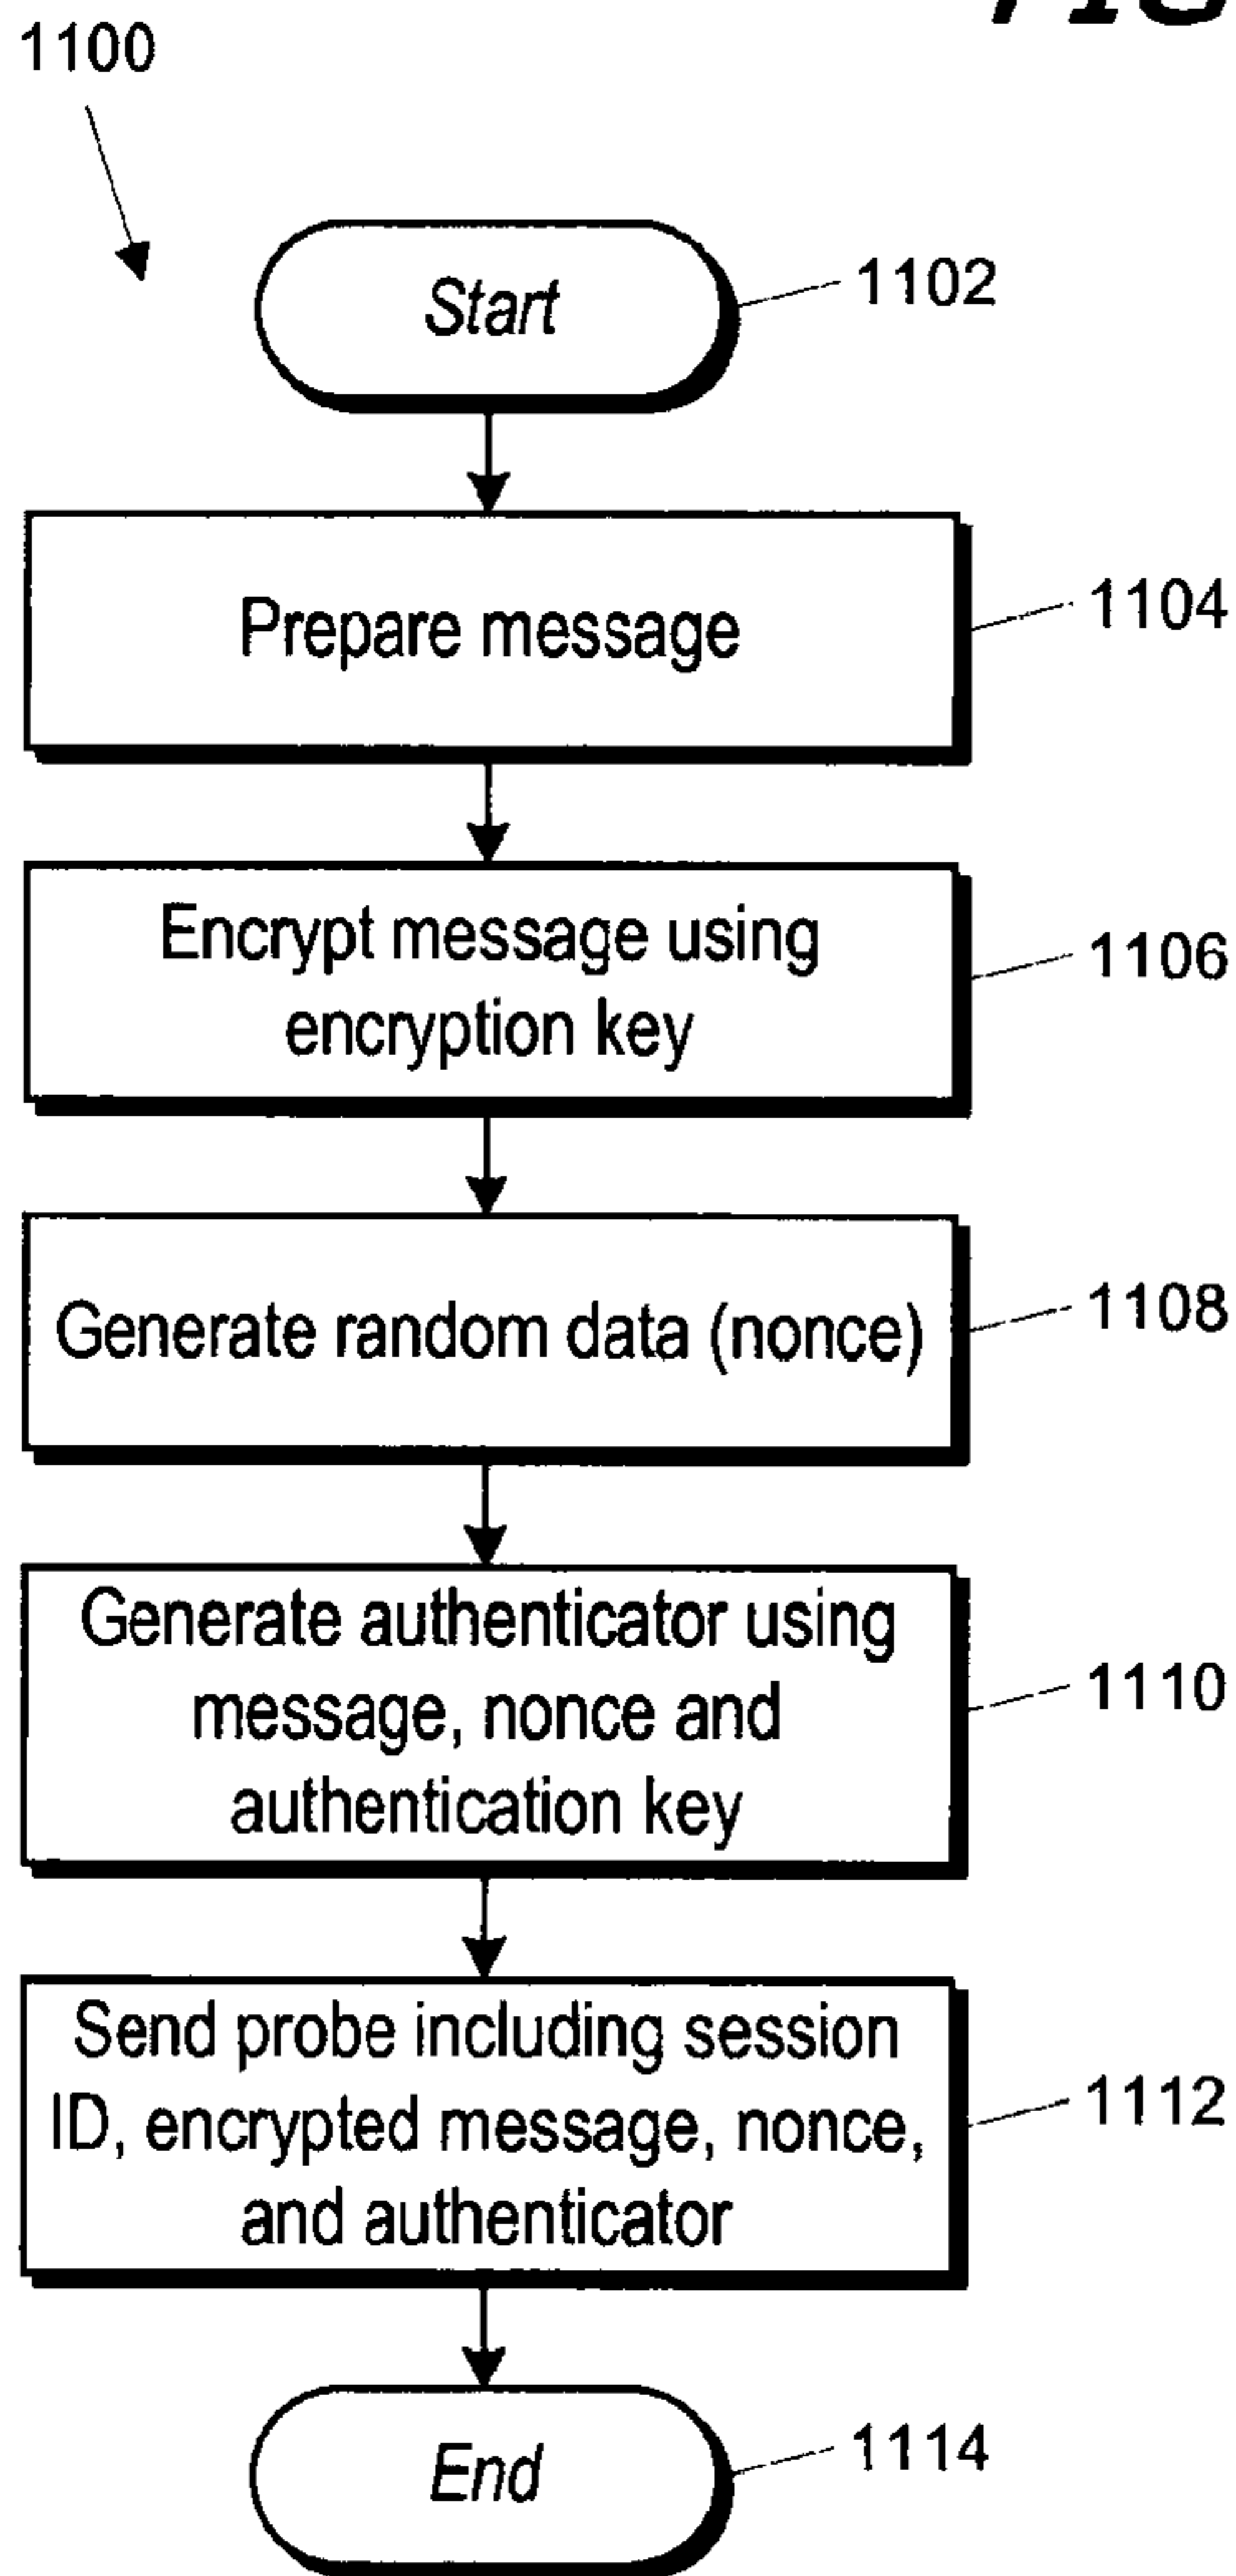 FIG
1100
Start
1102
Prepare message
1104
Encrypt message using
encryption key
1106
Generate random data (nonce)
1108
Generate authenticator using
message, nonce and
authentication key
1110
Send probe including session
ID, encrypted message, nonce,
and authenticator
1112
End
1114